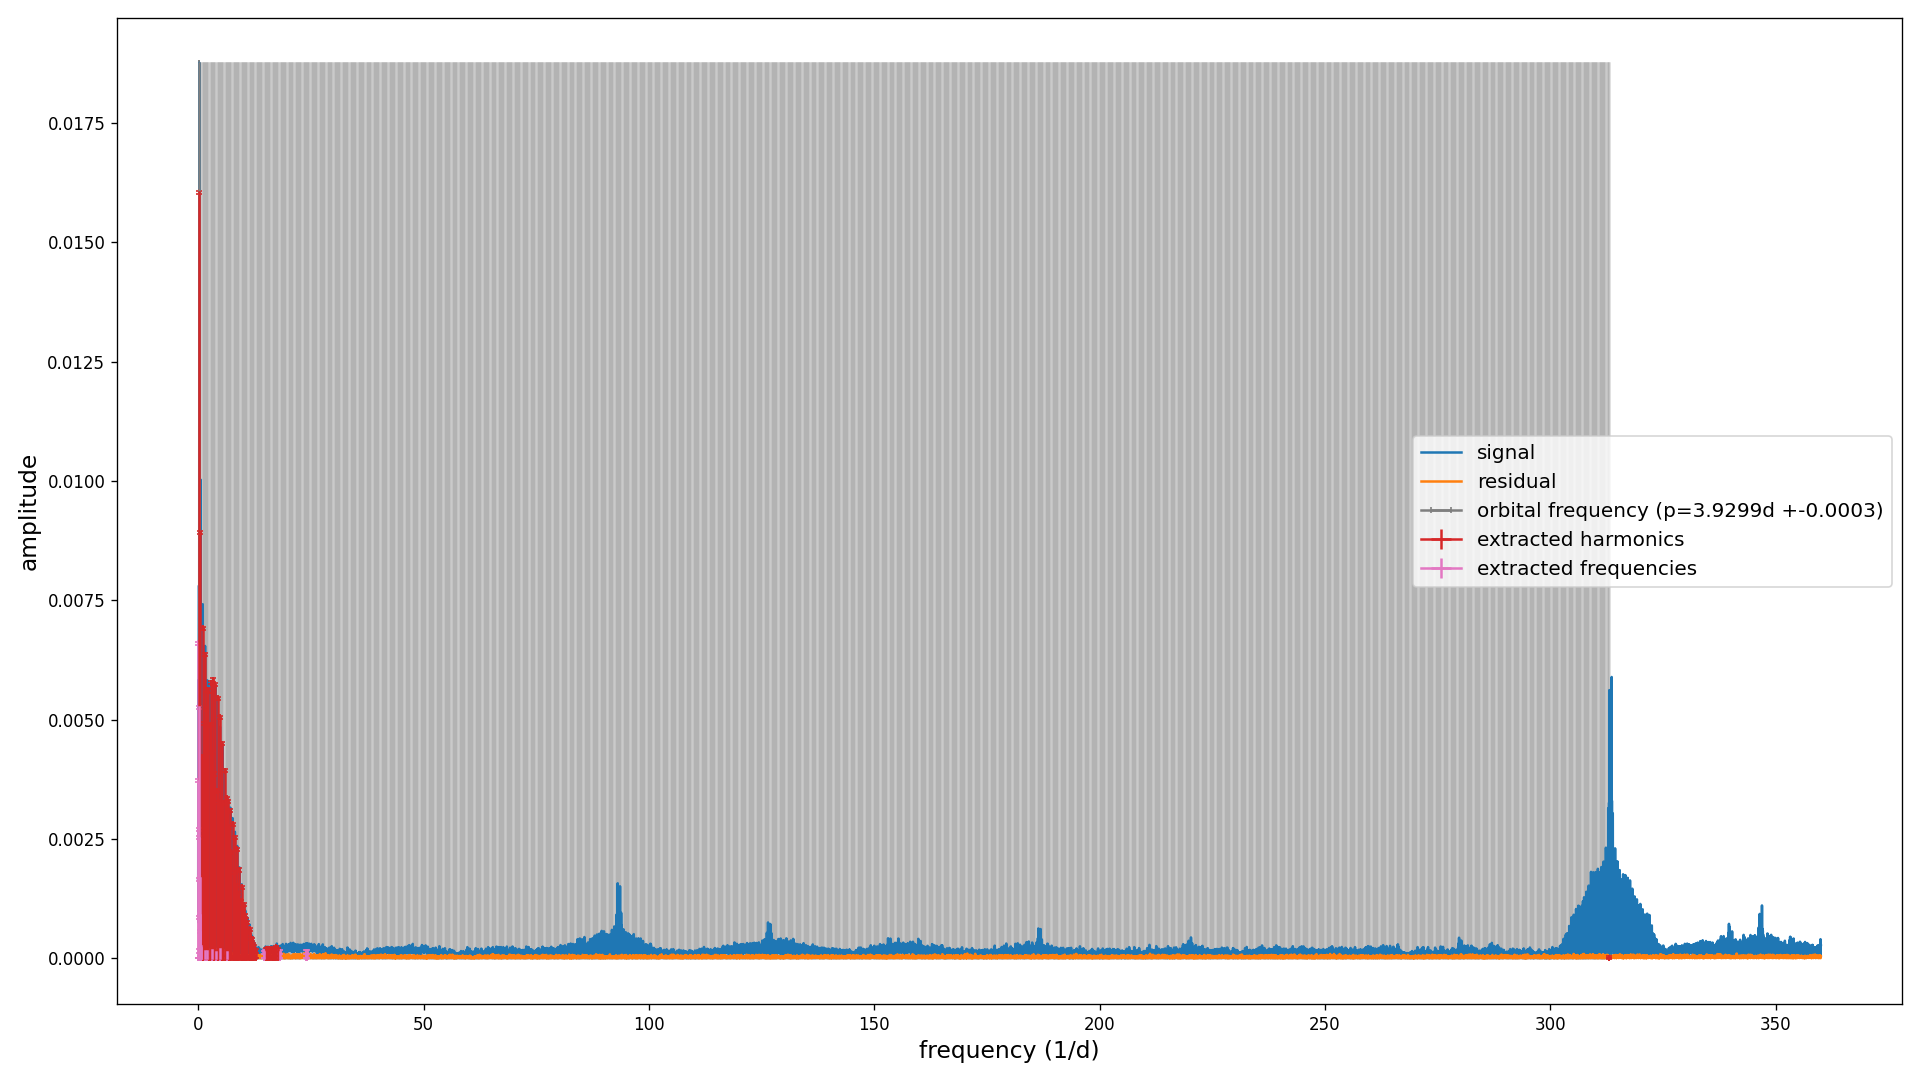 0.0175
0.0150
0.0125
0.0100
0.0075
0.0050
0.0025
0.0000
amplitude
signal
residual
orbital frequency (p=3.9299d +-0.0003)
extracted harmonics
extracted frequencies
0 50 100 150 200 250 300 350
frequency (1/d)